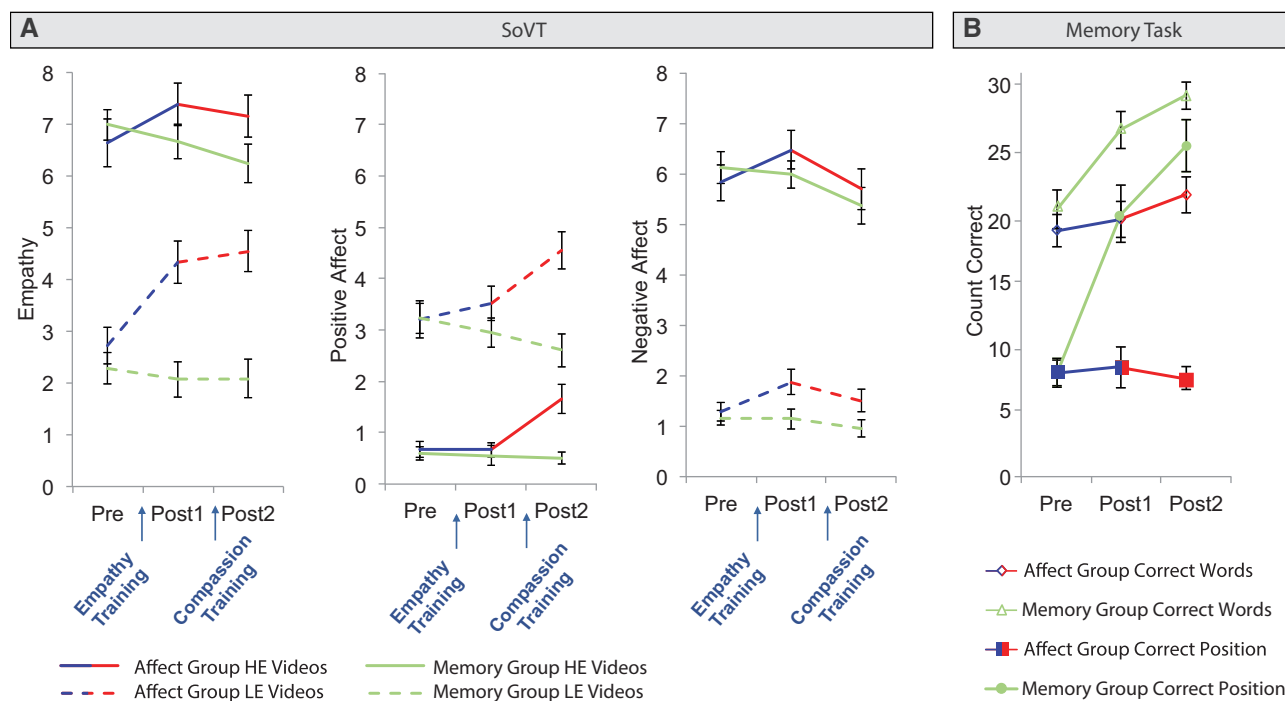 A SoVT
8
7
6
5
4
3
2
1
0
Empathy
Pre Post1 Post2
Empathy
Training
Compassion
Training
8
7
6
5
4
3
2
1
0
Positive Affect
Pre Post1 Post2
Empathy
Training
Compassion
Training
8
7
6
5
4
3
2
1
0
Negative Affect
Pre Post1 Post2
Empathy
Training
Compassion
Training
Affect Group HE Videos
Affect Group LE Videos
Memory Group HE Videos
Memory Group LE Videos
B Memory Task
30
25
20
15
10
5
0
Count Correct
Pre Post1 Post2
Affect Group Correct Words
Memory Group Correct Words
Affect Group Correct Position
Memory Group Correct Position